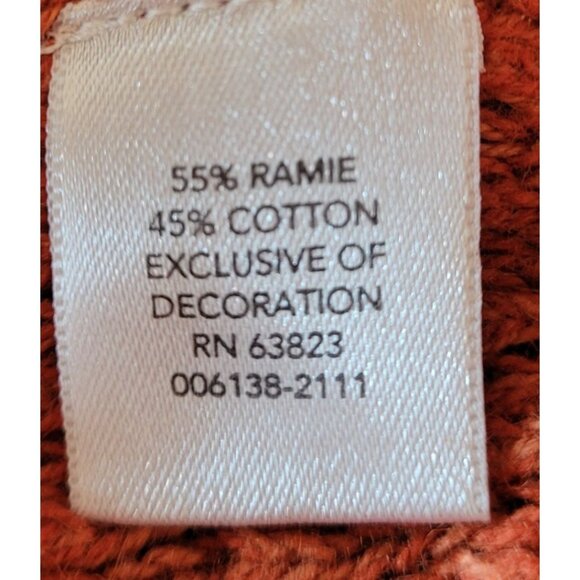 55% RAMIE
45% COTTON
EXCLUSIVE OF
DECORATION
RN 63823
006138-2111